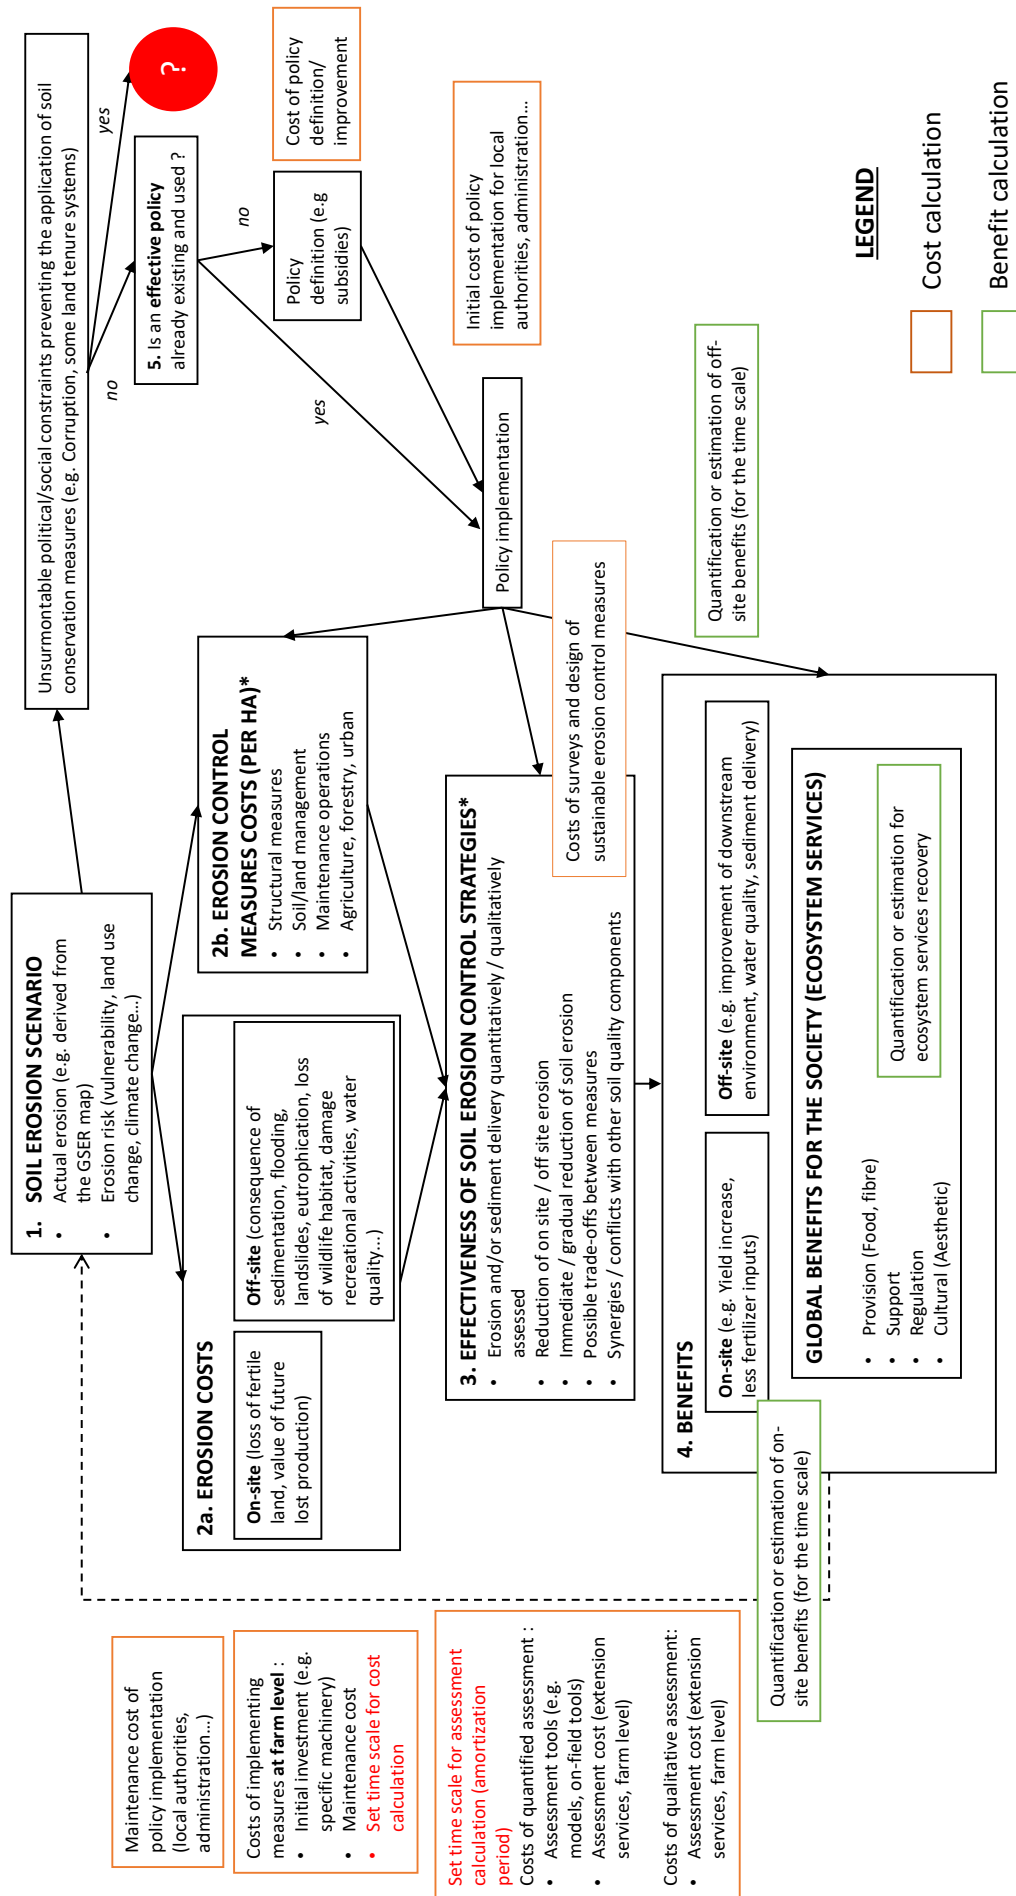 1. SOIL EROSION SCENARIO
• Actual erosion (e.g. derived from
the GSER map)
• Erosion risk (vulnerability, land use
change, climate change...)
Unsurmontable political/social constraints preventing the application of soil
conservation measures (e.g. Corruption, some land tenure systems)
yes
?
no
5. Is an effective policy
already existing and used ?
no
yes
Policy
definition (e.g
subsidies)
Cost of policy
definition/
improvement
Initial cost of policy
implementation for local
authorities, administration...
Policy implementation
Maintenance cost of
policy implementation
(local authorities,
administration...)
2a. EROSION COSTS
On-site (loss of fertile
land, value of future
lost production)
Off-site (consequence of
sedimentation, flooding,
landslides, eutrophication, loss
of wildlife habitat, damage
recreational activities, water
quality...)
2b. EROSION CONTROL
MEASURES COSTS (PER HA)*
• Structural measures
• Soil/land management
• Maintenance operations
• Agriculture, forestry, urban
Costs of implementing
measures at farm level :
• Initial investment (e.g.
specific machinery)
• Maintenance cost
• Set time scale for cost
calculation
3. EFFECTIVENESS OF SOIL EROSION CONTROL STRATEGIES*
• Erosion and/or sediment delivery quantitatively / qualitatively
assessed
• Reduction of on site / off site erosion
• Immediate / gradual reduction of soil erosion
• Possible trade-offs between measures
• Synergies / conflicts with other soil quality components
Costs of surveys and design of
sustainable erosion control measures
Set time scale for assessment
calculation (amortization
period)
Costs of quantified assessment :
• Assessment tools (e.g.
models, on-field tools)
• Assessment cost (extension
services, farm level)
Costs of qualitative assessment:
• Assessment cost (extension
services, farm level)
4. BENEFITS
On-site (e.g. Yield increase,
less fertilizer inputs)
Off-site (e.g. improvement of downstream
environment, water quality, sediment delivery)
GLOBAL BENEFITS FOR THE SOCIETY (ECOSYSTEM SERVICES)
• Provision (Food, fibre)
• Support
• Regulation
• Cultural (Aesthetic)
Quantification or estimation for
ecosystem services recovery
Quantification or estimation of on-
site benefits (for the time scale)
Quantification or estimation of off-
site benefits (for the time scale)
LEGEND
Cost calculation
Benefit calculation